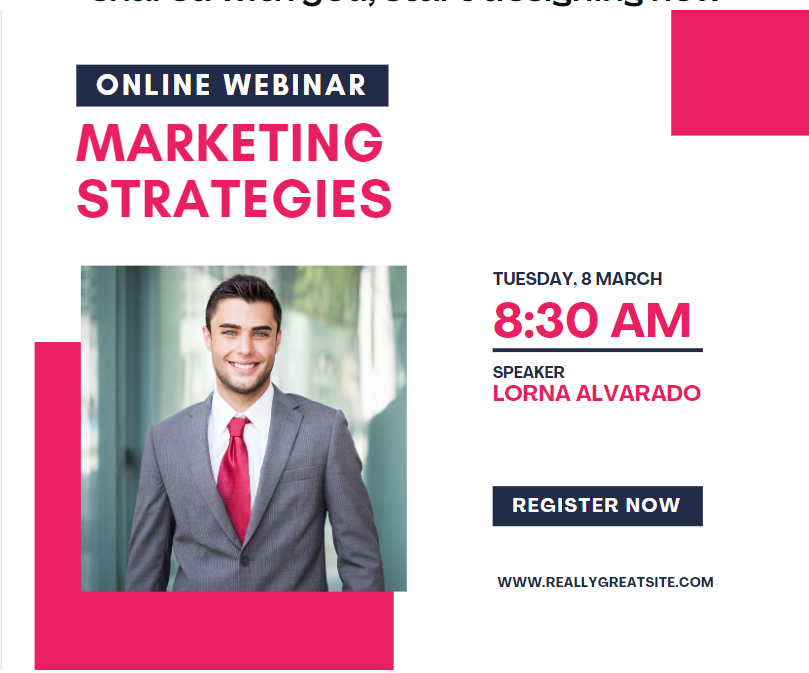 ONLINE WEBINAR
MARKETING
STRATEGIES
TUESDAY, 8 MARCH
8:30 AM
SPEAKER
LORNA ALVARADO
REGISTER NOW
WWW.REALLYGREATSITE.COM